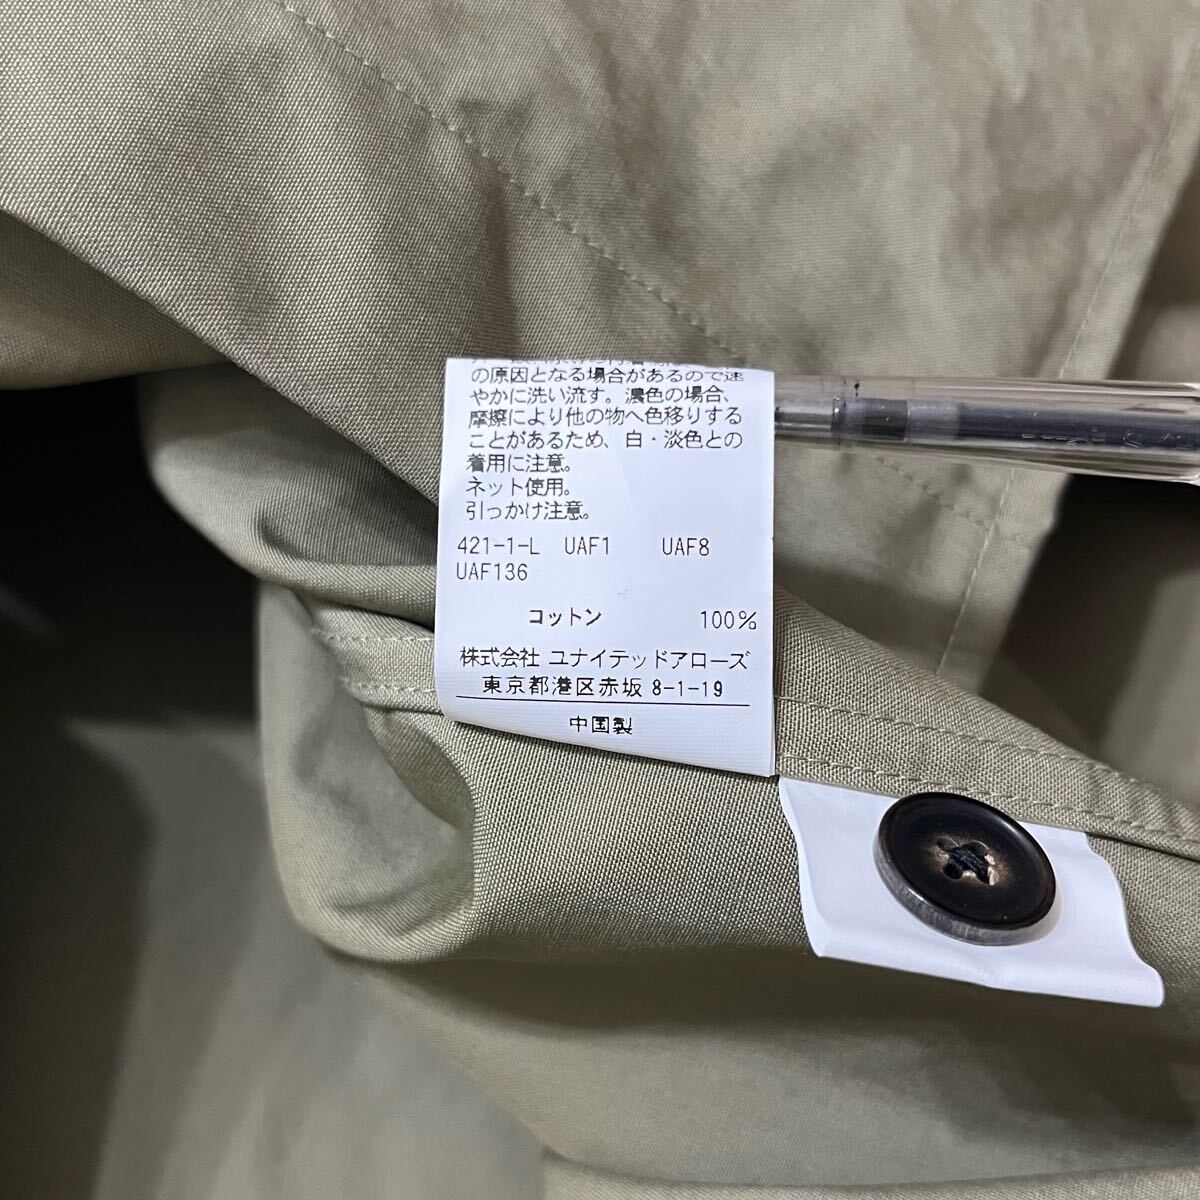 の原因となる場合があるので速
やかに洗い流す。濃色の場合、
摩擦により他の物へ色移りする
ことがあるため、白・淡色との
着用に注意。
ネット使用。
引っかけ注意。
421-1-L UAF1 UAF8
UAF136
コットン 100%
株式会社 ユナイテッドアローズ
東京都港区赤坂 8-1-19
中国製